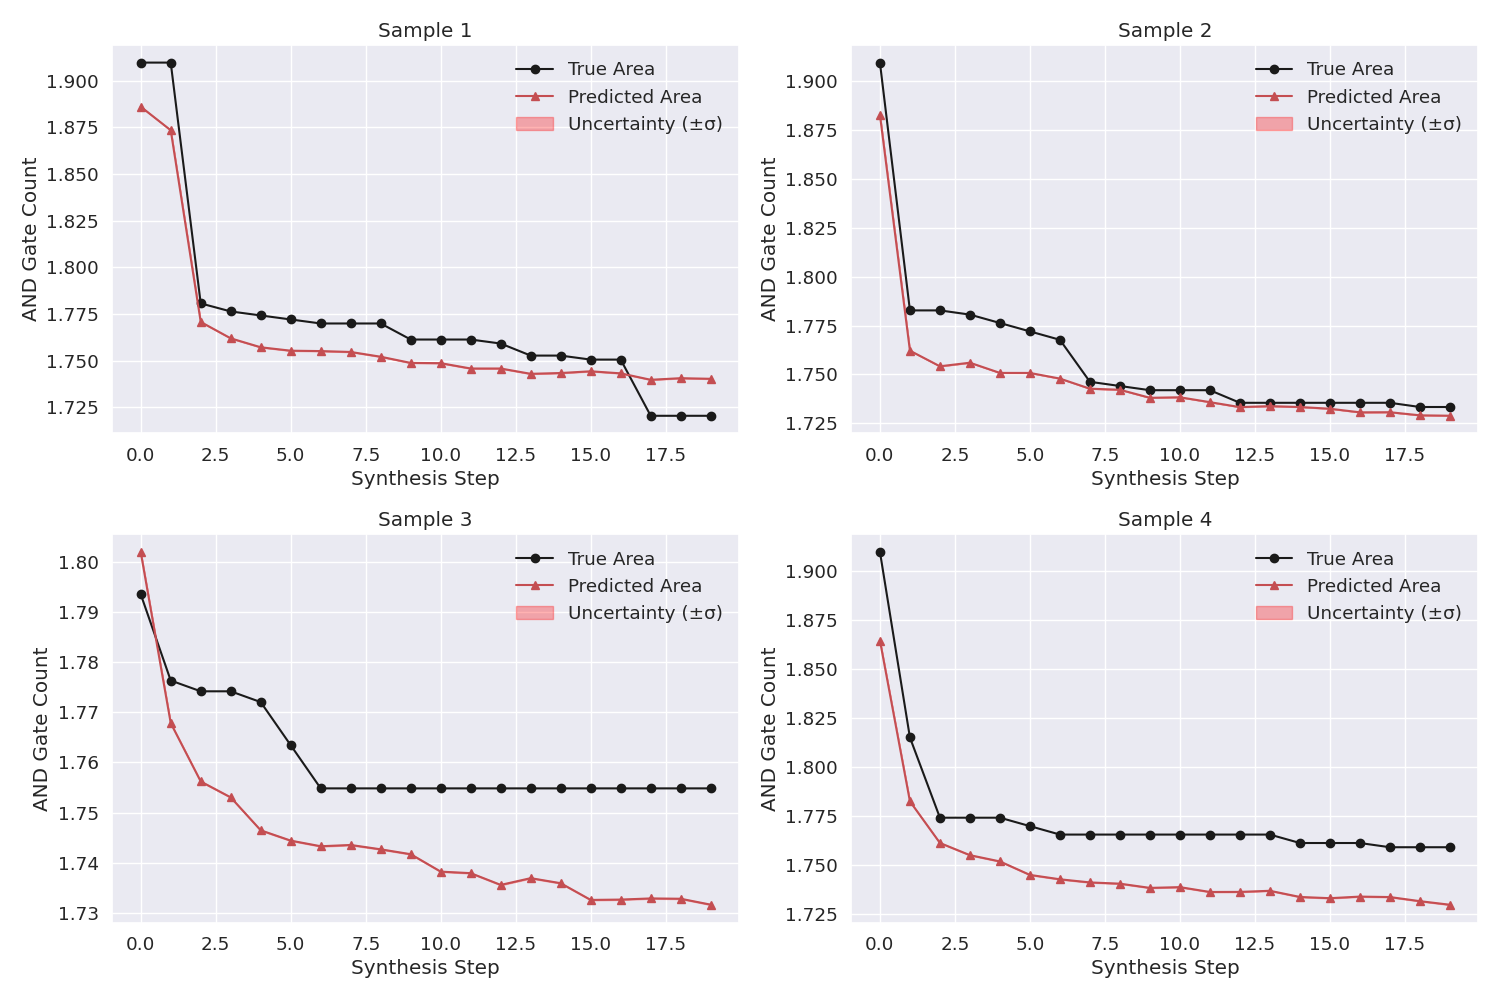 Sample 1
AND Gate Count
1.900
1.875
1.850
1.825
1.800
1.775
1.750
1.725
True Area
Predicted Area
Uncertainty (±σ)
0.0 2.5 5.0 7.5 10.0 12.5 15.0 17.5
Synthesis Step
Sample 2
AND Gate Count
1.900
1.875
1.850
1.825
1.800
1.775
1.750
1.725
True Area
Predicted Area
Uncertainty (±σ)
0.0 2.5 5.0 7.5 10.0 12.5 15.0 17.5
Synthesis Step
Sample 3
AND Gate Count
1.80
1.79
1.78
1.77
1.76
1.75
1.74
1.73
True Area
Predicted Area
Uncertainty (±σ)
0.0 2.5 5.0 7.5 10.0 12.5 15.0 17.5
Synthesis Step
Sample 4
AND Gate Count
1.900
1.875
1.850
1.825
1.800
1.775
1.750
1.725
True Area
Predicted Area
Uncertainty (±σ)
0.0 2.5 5.0 7.5 10.0 12.5 15.0 17.5
Synthesis Step